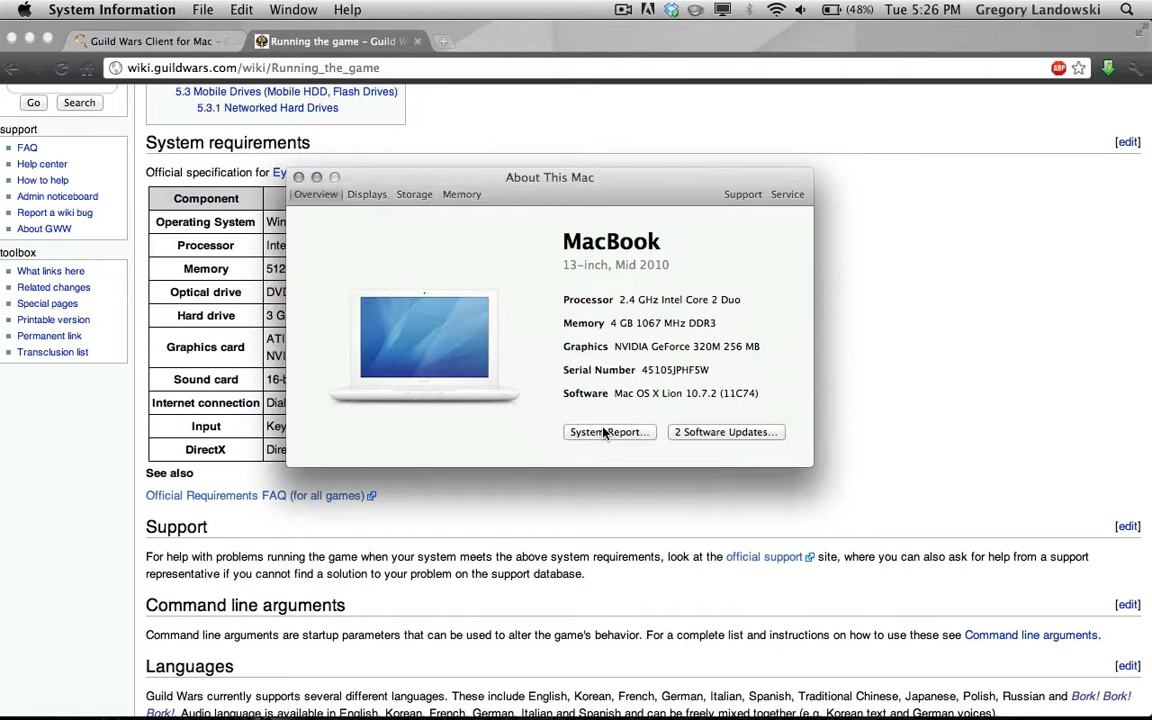 System Information File Edit Window Help (48%) Tue 5:26 PM Gregory Landowski
Guild Wars Client for Mac - Running the game - Guild W
wiki.guildwars.com/wiki/Running_the_game ABP
Go Search
support
FAQ
Help center
How to help
Admin noticeboard
Report a wiki bug
About GWW
toolbox
What links here
Related changes
Special pages
Printable version
Permanent link
Transclusion list
5.3 Mobile Drives (Mobile HDD, Flash Drives)
5.3.1 Networked Hard Drives
System requirements [edit]
Official specification for Ey
Component
Operating System Win
Processor Inte
Memory 512
Optical drive DVD
Hard drive 3 G
Graphics card ATI
NVI
Sound card 16-b
Internet connection Dial
Input Key
DirectX Dire
See also
Official Requirements FAQ (for all games)
About This Mac
Overview Displays Storage Memory Support Service
MacBook
13-inch, Mid 2010
Processor 2.4 GHz Intel Core 2 Duo
Memory 4 GB 1067 MHz DDR3
Graphics NVIDIA GeForce 320M 256 MB
Serial Number 45105JPHF5W
Software Mac OS X Lion 10.7.2 (11C74)
System Report... 2 Software Updates...
Support [edit]
For help with problems running the game when your system meets the above system requirements, look at the official support site, where you can also ask for help from a support
representative if you cannot find a solution to your problem on the support database.
Command line arguments [edit]
Command line arguments are startup parameters that can be used to alter the game's behavior. For a complete list and instructions on how to use these see Command line arguments.
Languages [edit]
Guild Wars currently supports several different languages. These include English, Korean, French, German, Italian, Spanish, Traditional Chinese, Japanese, Polish, Russian and Bork! Bork!
Bork! Audio language is available in English, Korean, French, German, Italian and Spanish and can be freely mixed together (e.g. Korean text and German voices).